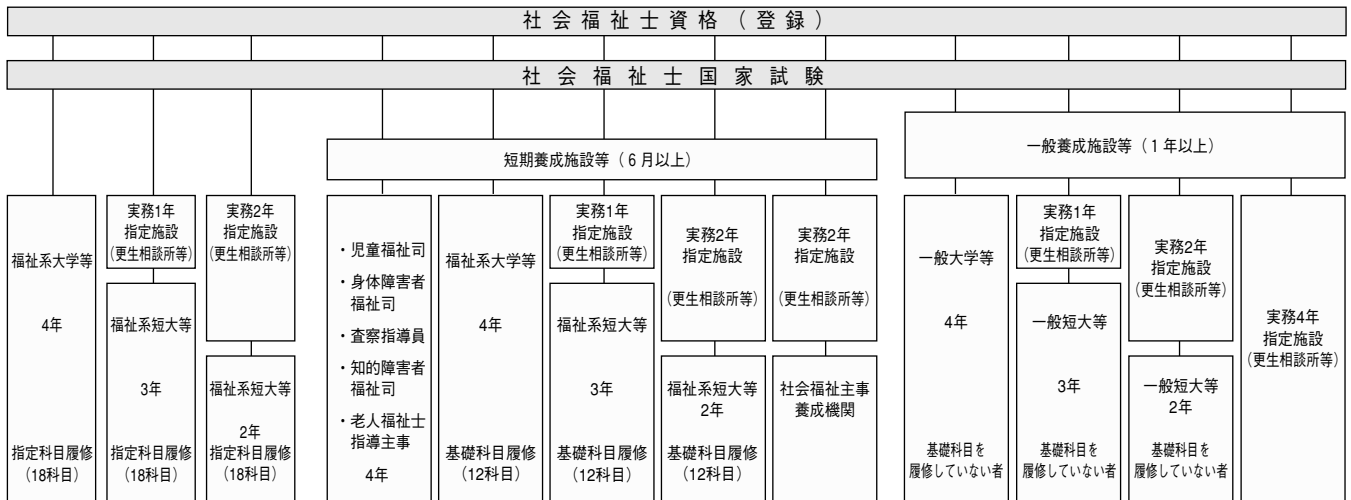 社会福祉士資格（登録）
社会福祉士国家試験
短期養成施設等（6月以上）
一般養成施設等（1年以上）
福祉系大学等
4年
指定科目履修
（18科目）
実務1年
指定施設
（更生相談所等）
福祉系短大等
3年
指定科目履修
（18科目）
実務2年
指定施設
（更生相談所等）
福祉系短大等
2年
指定科目履修
（18科目）
・児童福祉司
・身体障害者
福祉司
・査察指導員
・知的障害者
福祉司
・老人福祉士
指導主事
4年
福祉系大学等
4年
基礎科目履修
（12科目）
実務1年
指定施設
（更生相談所等）
福祉系短大等
3年
基礎科目履修
（12科目）
実務2年
指定施設
（更生相談所等）
福祉系短大等
2年
基礎科目履修
（12科目）
実務2年
指定施設
（更生相談所等）
社会福祉主事
養成機関
一般大学等
4年
基礎科目を
履修していない者
実務1年
指定施設
（更生相談所等）
一般短大等
3年
基礎科目を
履修していない者
実務2年
指定施設
（更生相談所等）
一般短大等
2年
基礎科目を
履修していない者
実務4年
指定施設
（更生相談所等）